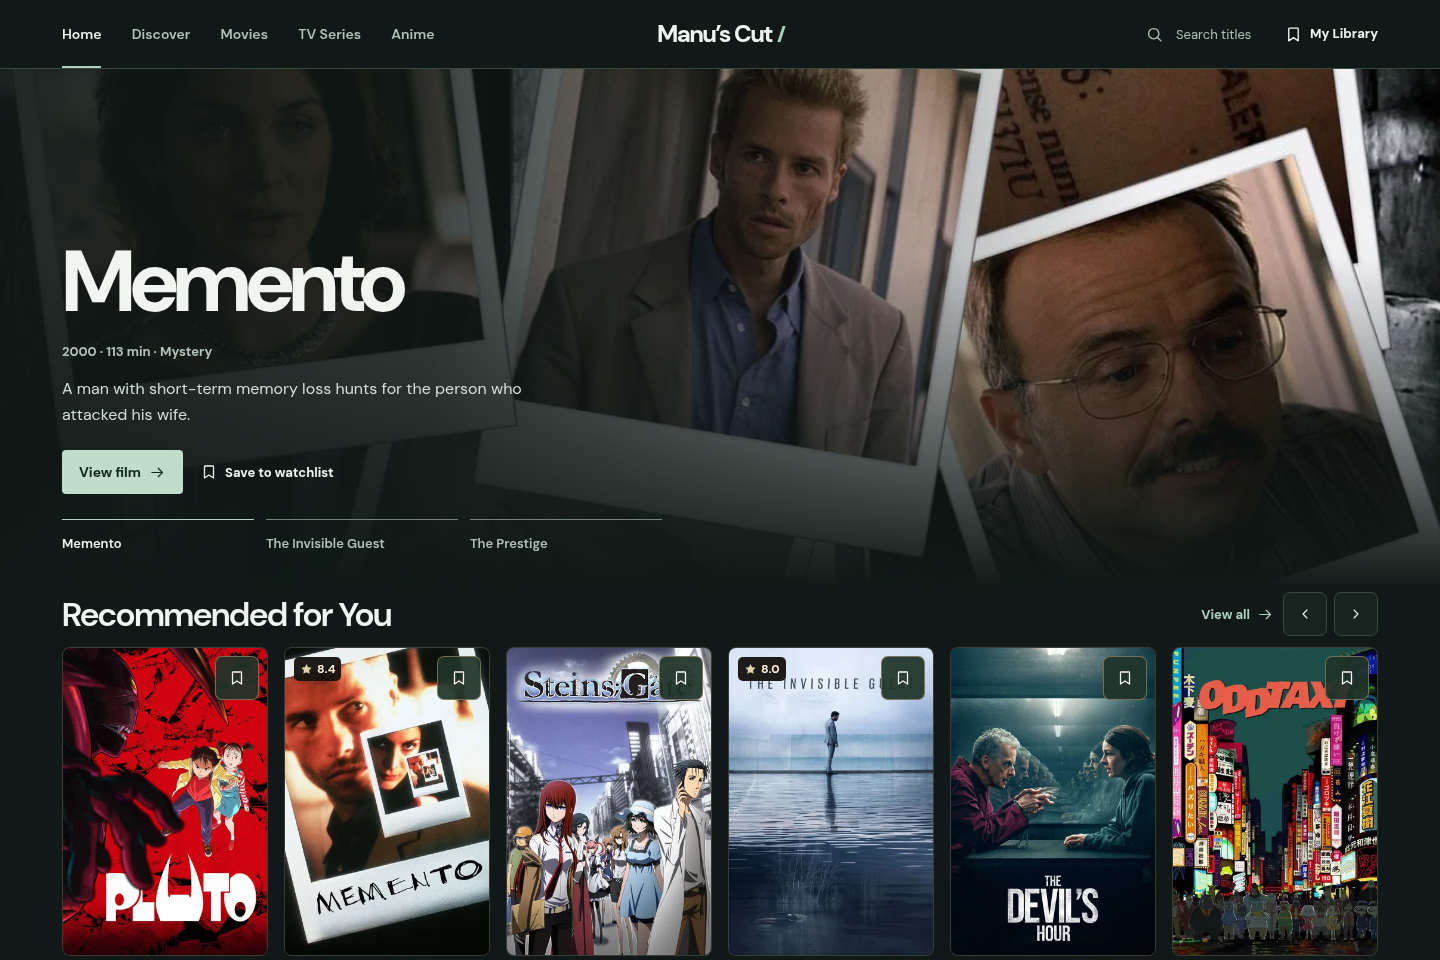 Home
Discover
Movies
TV Series
Anime
Manu’s Cut /
Search titles
My Library
Memento
2000 · 113 min · Mystery
A man with short-term memory loss hunts for the person who
attacked his wife.
View film
Save to watchlist
Memento
The Invisible Guest
The Prestige
Recommended for You
View all
PLUTO
8.4
MEMENTO
Steins;G
8.0
THE INVISIBLE
THE
DEVIL'S
HOUR
ODDTAX